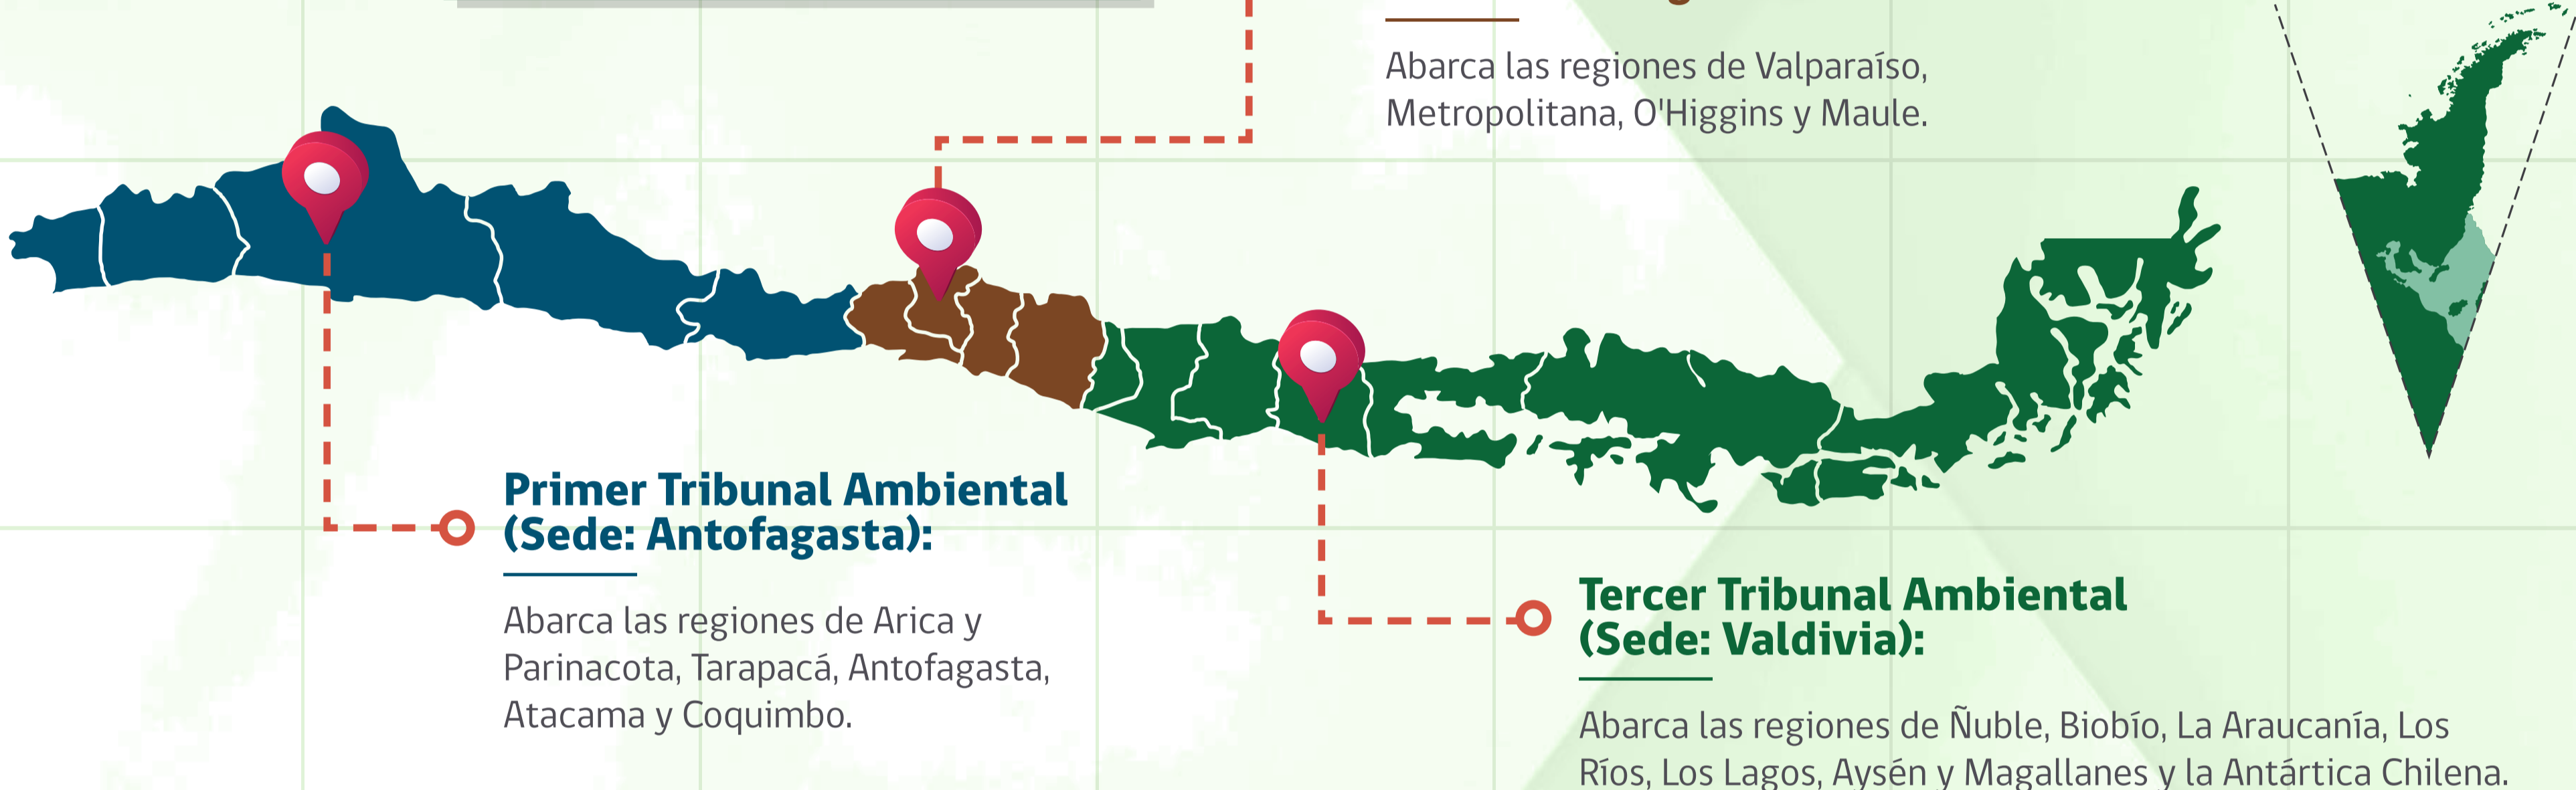 Abarca las regiones de Valparaíso,
Metropolitana, O'Higgins y Maule.
Primer Tribunal Ambiental
(Sede: Antofagasta):
Abarca las regiones de Arica y
Parinacota, Tarapacá, Antofagasta,
Atacama y Coquimbo.
Tercer Tribunal Ambiental
(Sede: Valdivia):
Abarca las regiones de Ñuble, Biobío, La Araucanía, Los
Ríos, Los Lagos, Aysén y Magallanes y la Antártica Chilena.